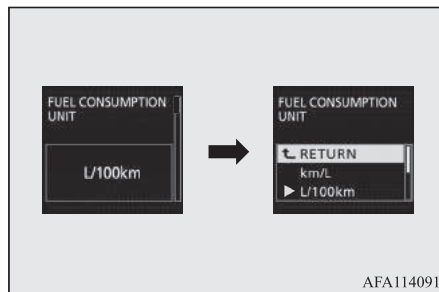 FUEL CONSUMPTION
UNIT
L/100km
FUEL CONSUMPTION
UNIT
RETURN
km/L
L/100km
AFA114091